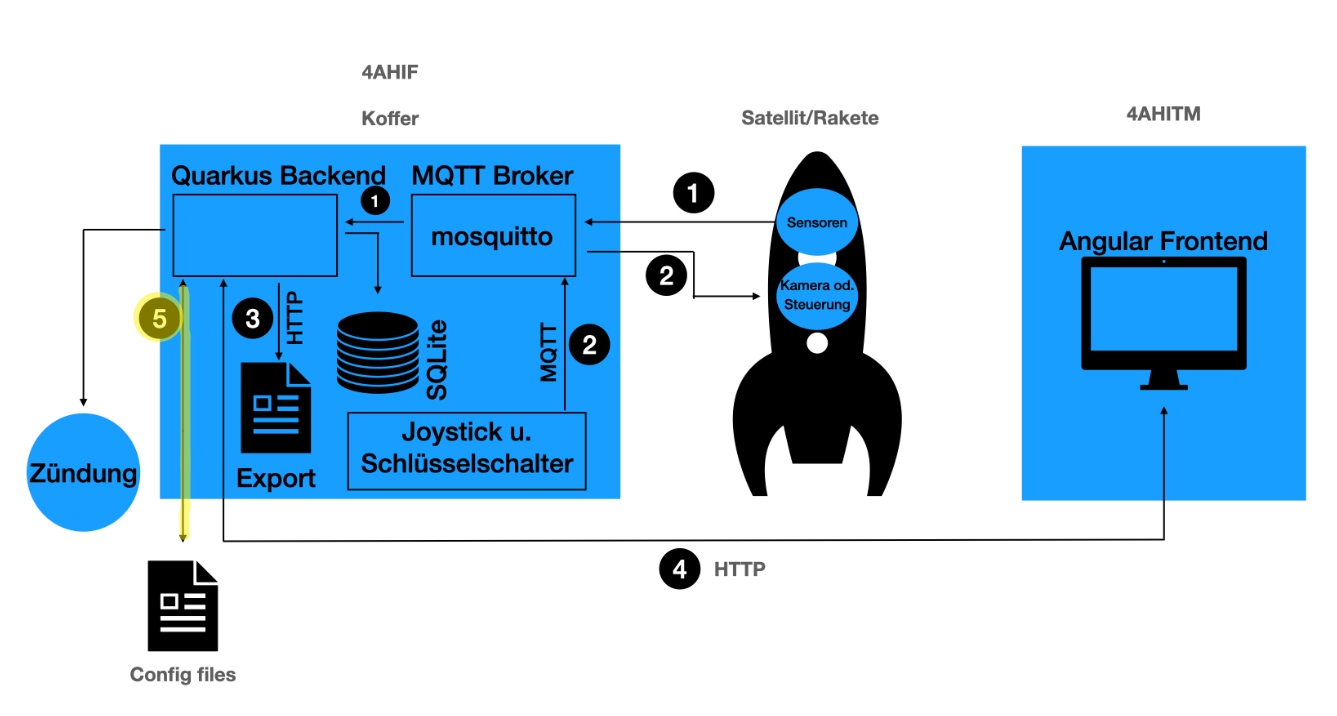 4AHIF
Koffer
Satellit/Rakete
4AHITM
Quarkus Backend
MQTT Broker
1
1
mosquitto
Sensoren
2
Kamera od.
Steuerung
Angular Frontend
5
3
HTTP
SQLite
MQTT
2
Joystick u.
Schlüsselschalter
Zündung
Export
4
HTTP
Config files